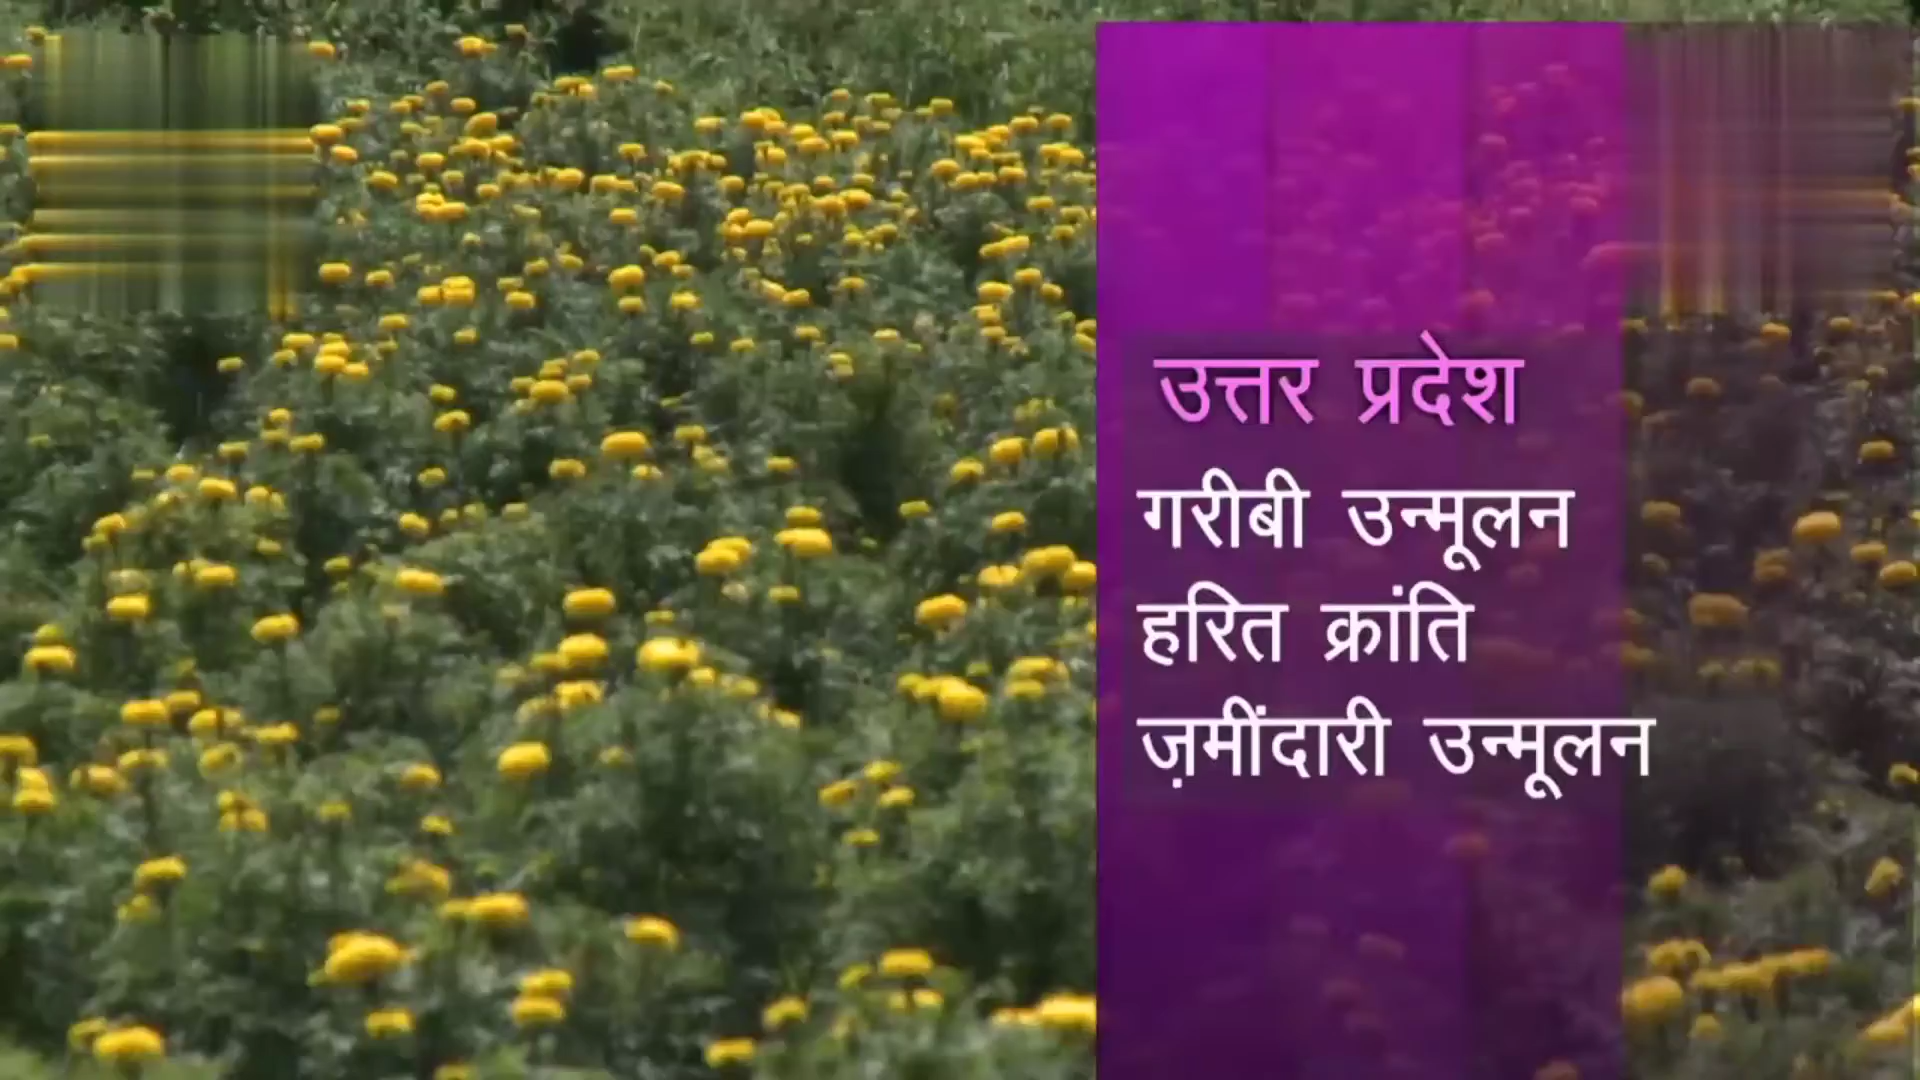 उत्तर प्रदेश
गरीबी उन्मूलन
हरित क्रांति
ज़मींदारी उन्मूलन